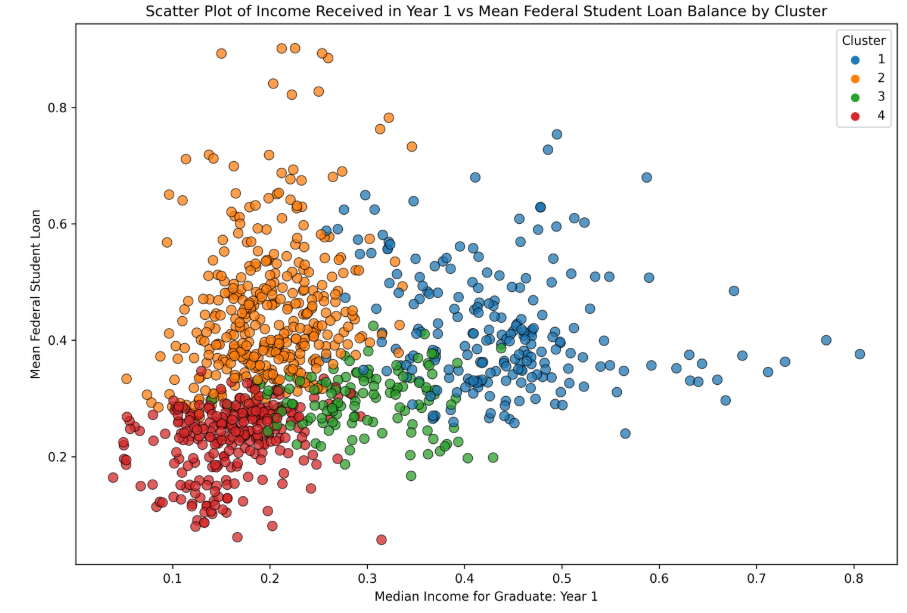 Scatter Plot of Income Received in Year 1 vs Mean Federal Student Loan Balance by Cluster
Cluster
1
2
3
4
Mean Federal Student Loan
0.8
0.6
0.4
0.2
0.1 0.2 0.3 0.4 0.5 0.6 0.7 0.8
Median Income for Graduate: Year 1